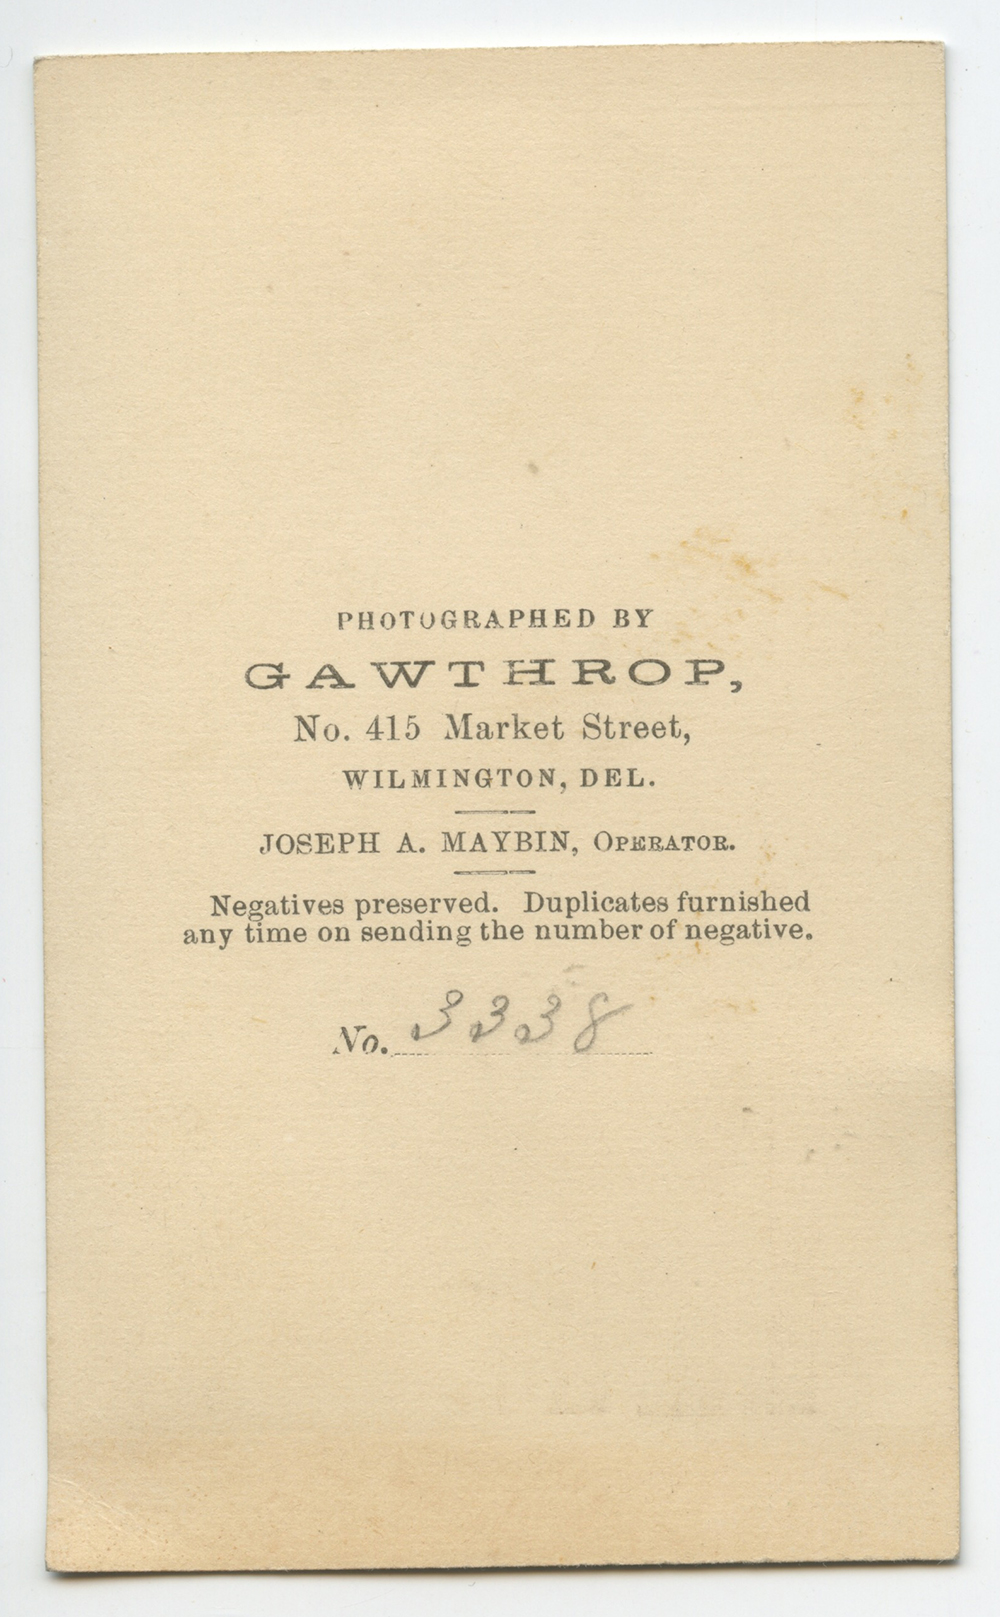 PHOTOGRAPHED BY
GAWTHROP,
No. 415 Market Street,
WILMINGTON, DEL.
JOSEPH A. MAYBIN, OPERATOR.
Negatives preserved. Duplicates furnished
any time on sending the number of negative.
No. 3338